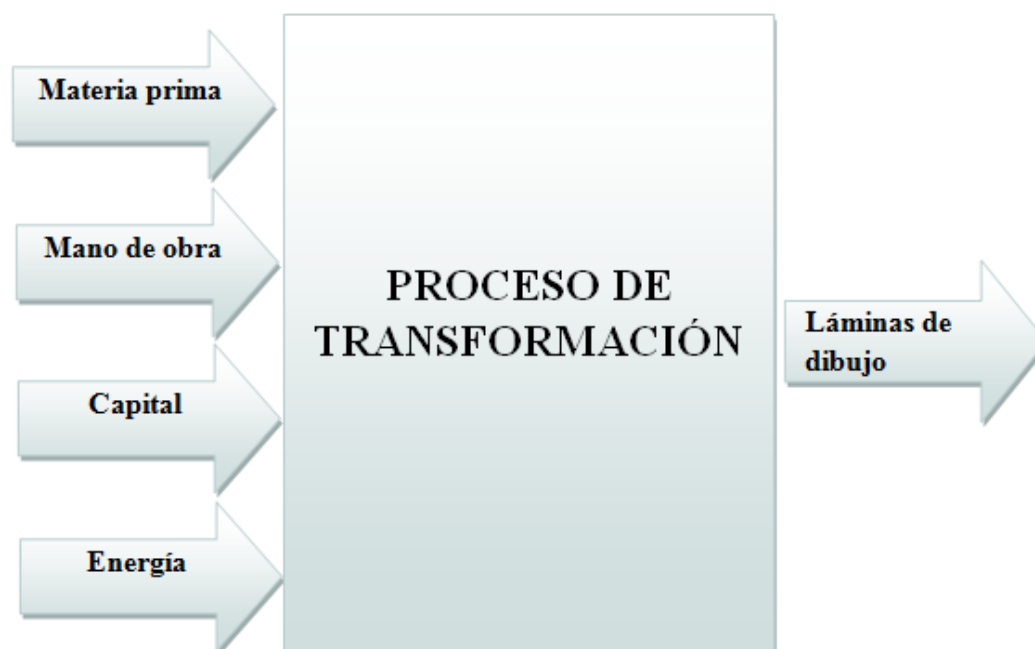 Materia prima
Mano de obra
Capital
Energía
PROCESO DE
TRANSFORMACIÓN
Láminas de
dibujo